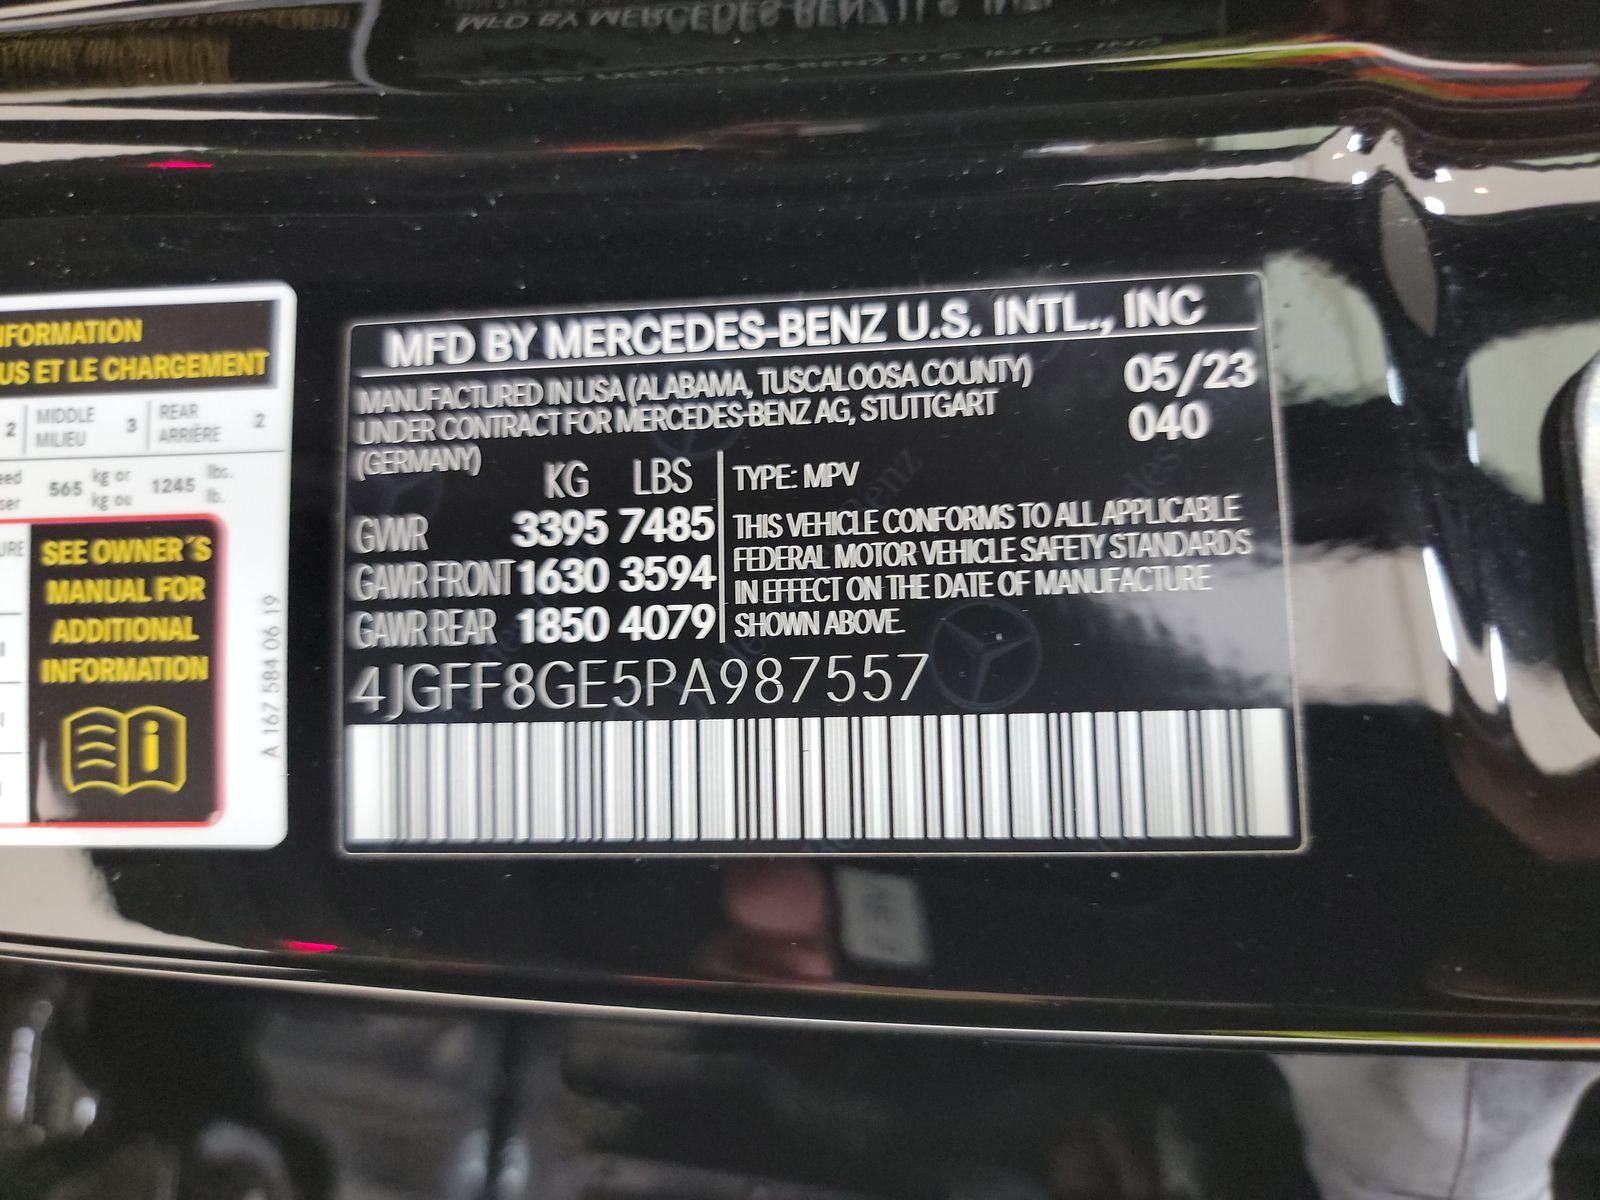 NFORMATION
US ET LE CHARGEMENT
2 MIDDLE MILIEU 3 REAR ARRIÈRE 2
565 kg or kg ou 1245 lbs. lb.
SEE OWNER´S
MANUAL FOR
ADDITIONAL
INFORMATION
i
A 167 584 06 19
MFD BY MERCEDES-BENZ U.S. INTL., INC
MANUFACTURED IN USA (ALABAMA, TUSCALOOSA COUNTY) 05/23
UNDER CONTRACT FOR MERCEDES-BENZ AG, STUTTGART 040
(GERMANY)
KG LBS
GVWR 3395 7485
GAWR FRONT 1630 3594
GAWR REAR 1850 4079
TYPE: MPV
THIS VEHICLE CONFORMS TO ALL APPLICABLE
FEDERAL MOTOR VEHICLE SAFETY STANDARDS
IN EFFECT ON THE DATE OF MANUFACTURE
SHOWN ABOVE.
4JGFF8GE5PA987557